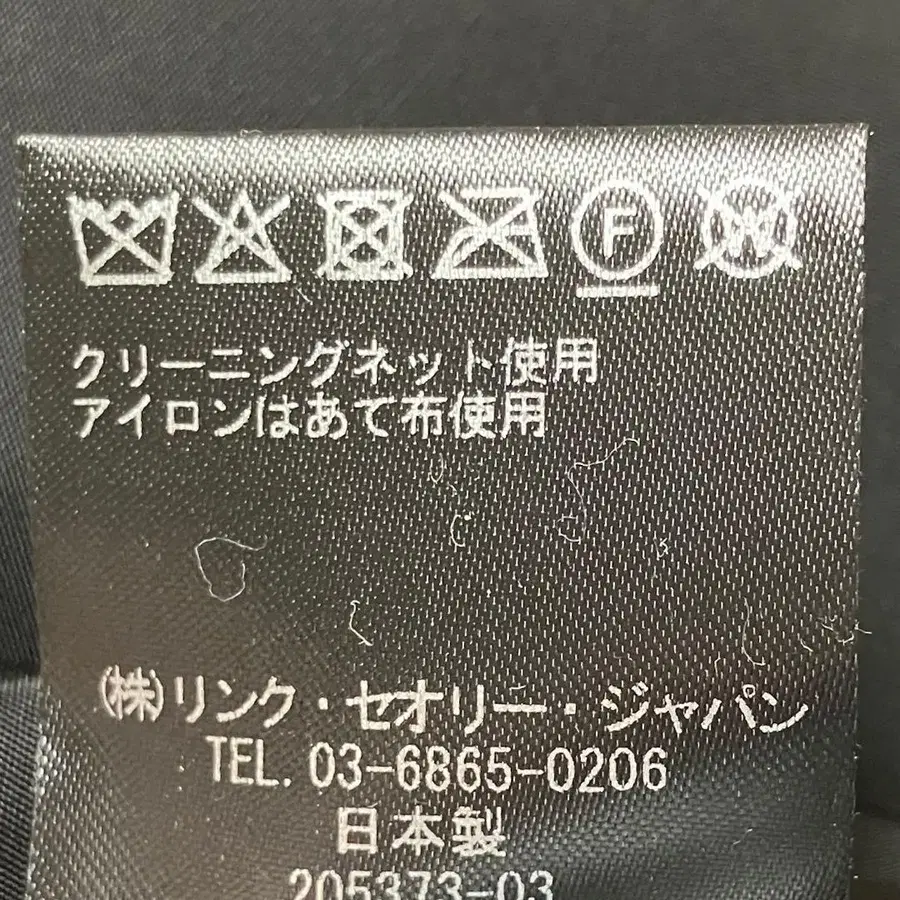 F W
クリーニングネット使用
アイロンはあて布使用
(株)リンク・セオリー・ジャパン
TEL. 03-6865-0206
日本製
205373-03